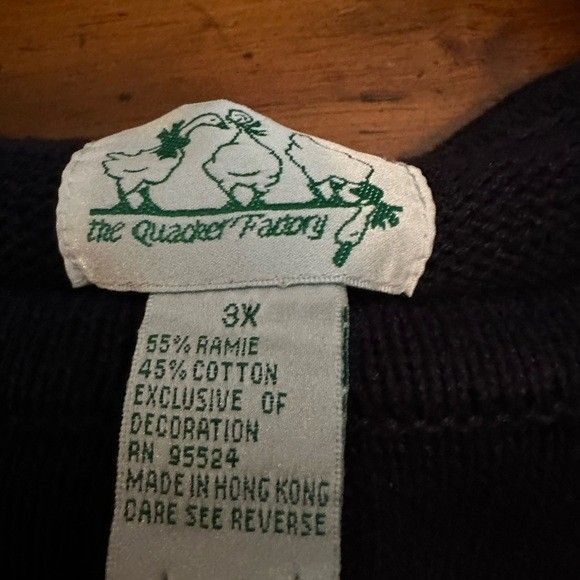 the Quacker Factory
3X
55% RAMIE
45% COTTON
EXCLUSIVE OF
DECORATION
RN 95524
MADE IN HONG KONG
CARE SEE REVERSE